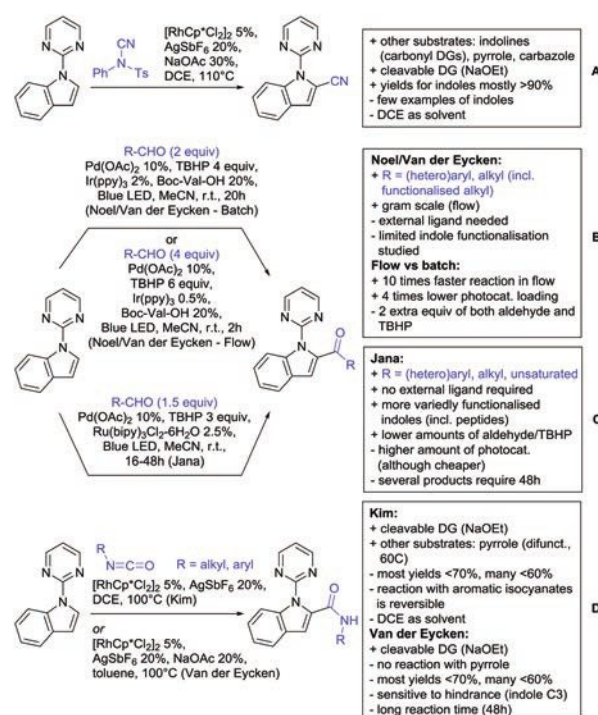 [RhCp*Cl2]2 5%,
AgSbF6 20%,
NaOAc 30%,
DCE, 110°C
CN
Ph N Ts
N N
N
N N
N
CN
+ other substrates: indolines
(carbonyl DGs), pyrrole, carbazole
+ cleavable DG (NaOEt)
+ yields for indoles mostly >90%
- few examples of indoles
- DCE as solvent
A
R-CHO (2 equiv)
Pd(OAc)2 10%, TBHP 4 equiv,
Ir(ppy)3 2%, Boc-Val-OH 20%,
Blue LED, MeCN, r.t., 20h
(Noel/Van der Eycken - Batch)
or
R-CHO (4 equiv)
Pd(OAc)2 10%,
TBHP 6 equiv,
Ir(ppy)3 0.5%,
Boc-Val-OH 20%,
Blue LED, MeCN, r.t., 2h
(Noel/Van der Eycken - Flow)
N N
N
N N
N
O
R
R-CHO (1.5 equiv)
Pd(OAc)2 10%, TBHP 3 equiv,
Ru(bipy)3Cl2-6H2O 2.5%,
Blue LED, MeCN, r.t.,
16-48h (Jana)
Noel/Van der Eycken:
+ R = (hetero)aryl, alkyl (incl.
functionalised alkyl)
+ gram scale (flow)
- external ligand needed
- limited indole functionalisation
studied
Flow vs batch:
+ 10 times faster reaction in flow
+ 4 times lower photocat. loading
- 2 extra equiv of both aldehyde and
TBHP
B
Jana:
+ R = (hetero)aryl, alkyl, unsaturated
+ no external ligand required
+ more variedly functionalised
indoles (incl. peptides)
+ lower amounts of aldehyde/TBHP
- higher amount of photocat.
(although cheaper)
- several products require 48h
C
R
N=C=O R = alkyl, aryl
[RhCp*Cl2]2 5%, AgSbF6 20%,
DCE, 100°C (Kim)
or
[RhCp*Cl2]2 5%,
AgSbF6 20%, NaOAc 20%,
toluene, 100°C (Van der Eycken)
N N
N
N N
N
O
NH
R
Kim:
+ cleavable DG (NaOEt)
+ other substrates: pyrrole (difunct.,
60C)
- most yields <70%, many <60%
- reaction with aromatic isocyanates
is reversible
- DCE as solvent
Van der Eycken:
+ cleavable DG (NaOEt)
- no reaction with pyrrole
- most yields <70%, many <60%
- sensitive to hindrance (indole C3)
- long reaction time (48h)
D